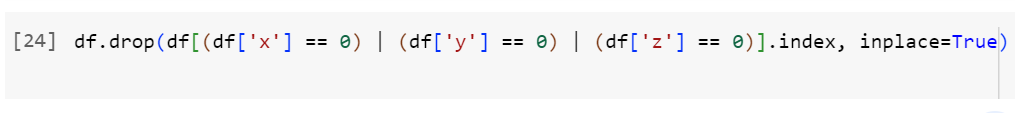 [24] df.drop(df[(df['x'] == 0) | (df['y'] == 0) | (df['z'] == 0)].index, inplace=True)